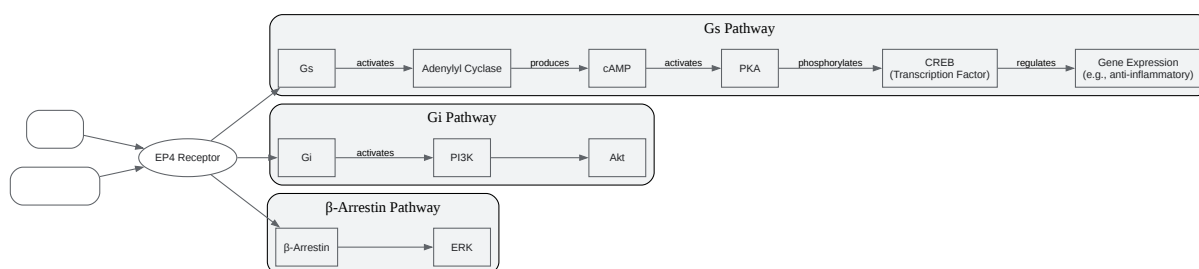 Gs Pathway
Gs
activates
Adenylyl Cyclase
produces
cAMP
activates
PKA
phosphorylates
CREB
(Transcription Factor)
regulates
Gene Expression
(e.g., anti-inflammatory)
Gi Pathway
EP4 Receptor
Gi
activates
PI3K
Akt
β-Arrestin Pathway
β-Arrestin
ERK